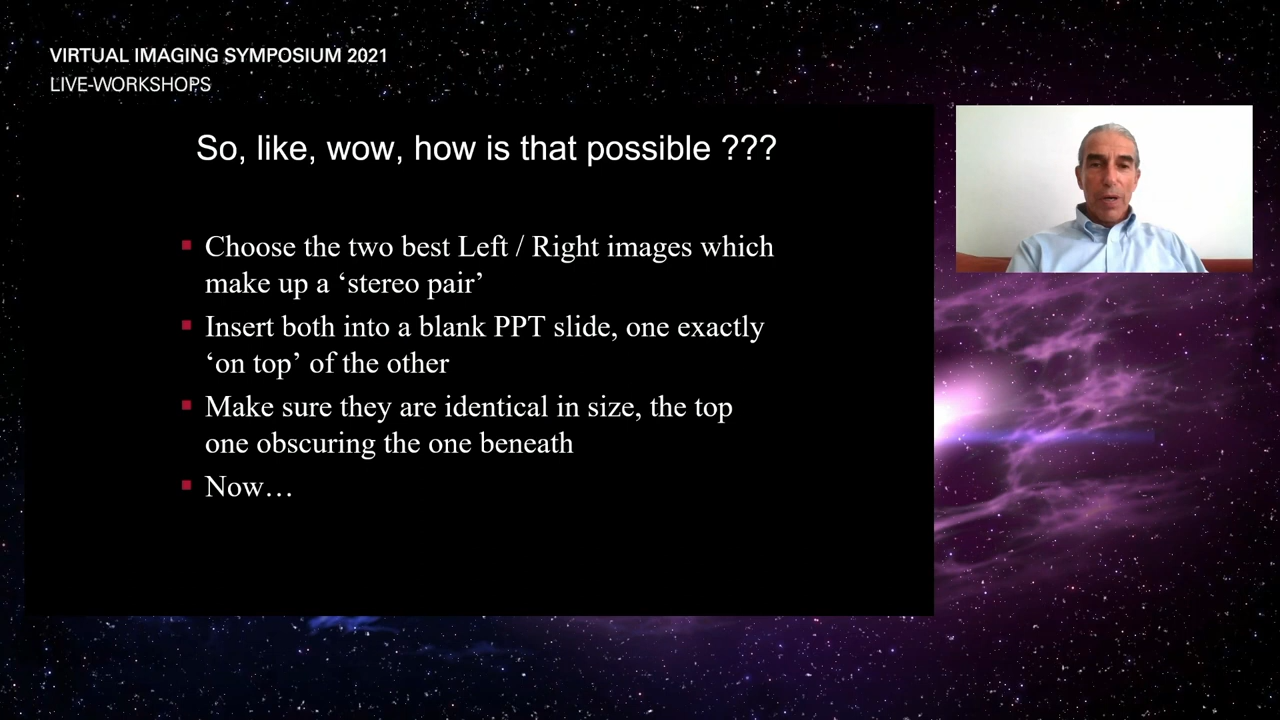 VIRTUAL IMAGING SYMPOSIUM 2021
LIVE-WORKSHOPS
So, like, wow, how is that possible ???
Choose the two best Left / Right images which
make up a ‘stereo pair’
Insert both into a blank PPT slide, one exactly
‘on top’ of the other
Make sure they are identical in size, the top
one obscuring the one beneath
Now…